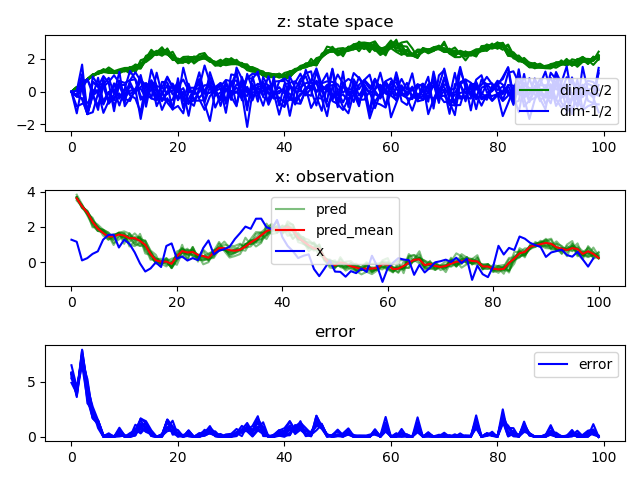 z: state space
2
0
−2
dim-0/2
dim-1/2
0 20 40 60 80 100
x: observation
4
2
0
pred
pred_mean
x
0 20 40 60 80 100
error
5
0
error
0 20 40 60 80 100